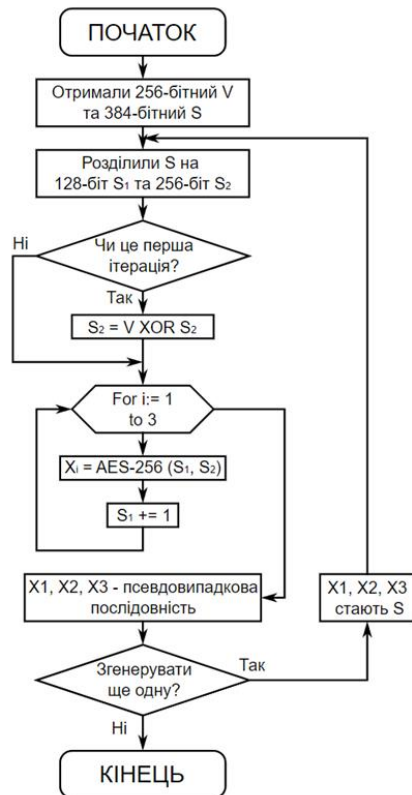 ПОЧАТОК
Отримали 256-бітний V
та 384-бітний S
Розділили S на
128-біт S₁ та 256-біт S₂
Ні
Чи це перша
ітерація?
Так
S₂ = V XOR S₂
For i:= 1
to 3
Xᵢ = AES-256 (S₁, S₂)
S₁ += 1
X1, X2, X3 - псевдовипадкова
послідовність
X1, X2, X3
стають S
Згенерувати
ще одну?
Так
Ні
КІНЕЦЬ